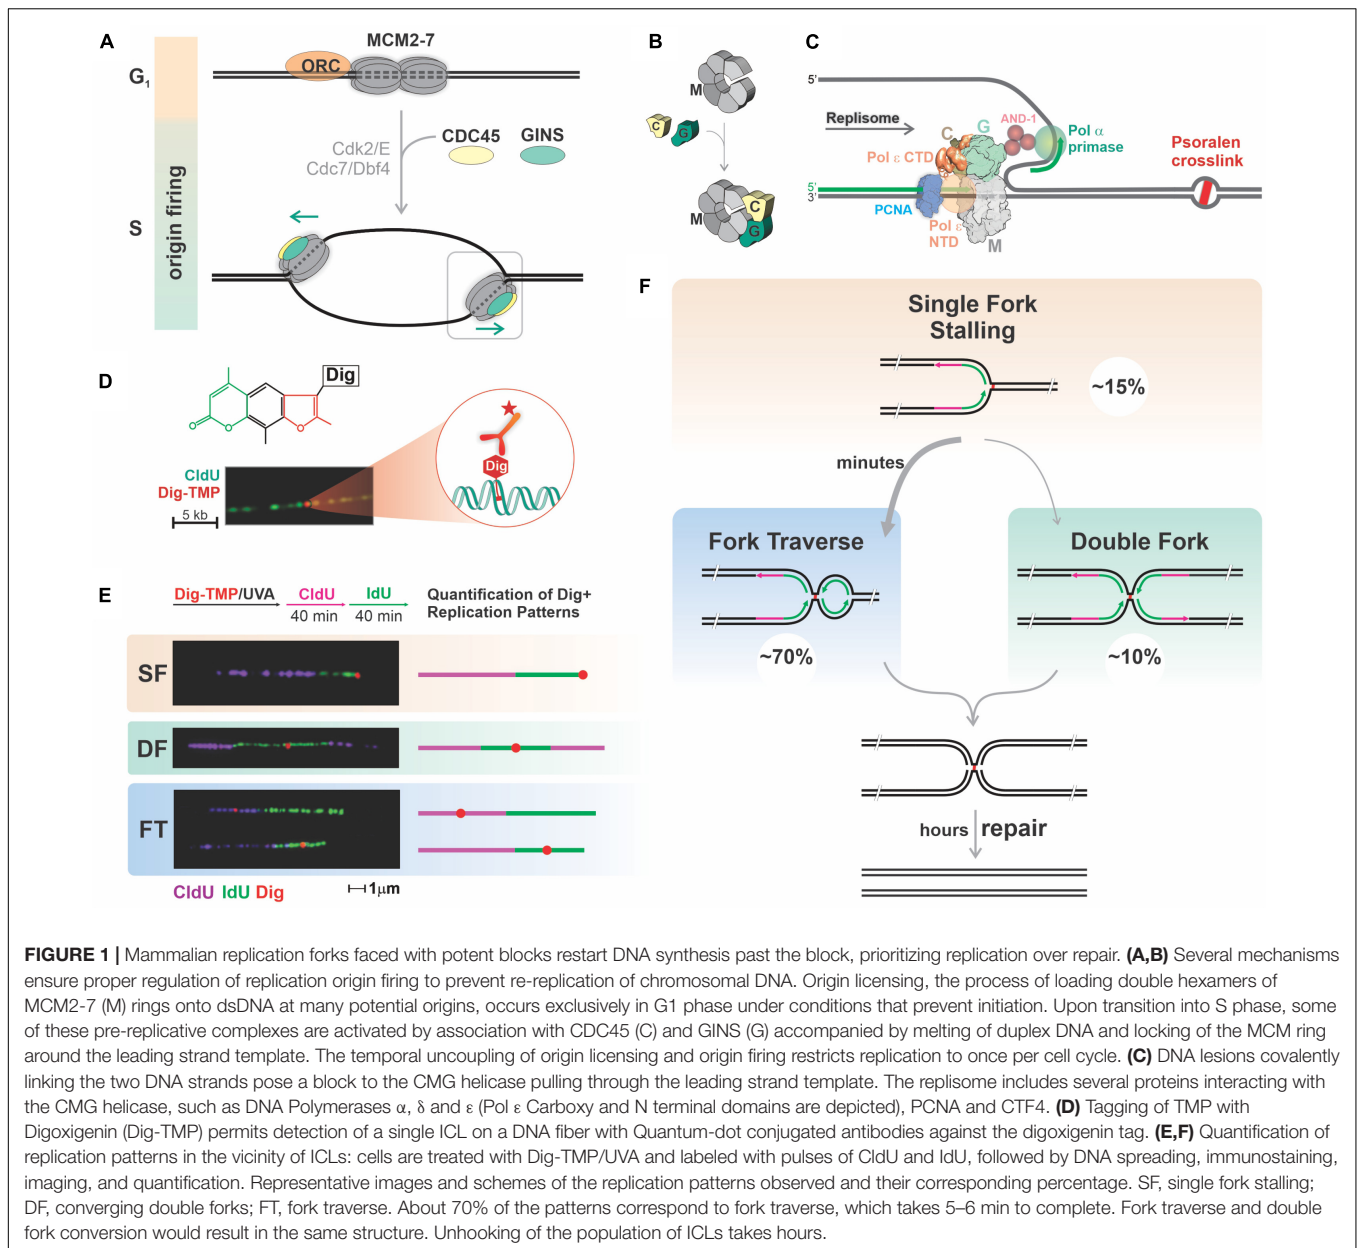 A
G1
S
origin firing
ORC
MCM2-7
Cdk2/E
Cdc7/Dbf4
CDC45
GINS
B
M
C
G
M
C
G
C
5'
Replisome
C
G
AND-1
Pol α
primase
Pol ε CTD
5'
3'
PCNA
Pol ε
NTD
M
Psoralen
crosslink
D
Dig
O
O
O
CldU
Dig-TMP
5 kb
Dig
E
Dig-TMP/UVA
CldU
IdU
40 min
40 min
Quantification of Dig+
Replication Patterns
SF
DF
FT
CldU IdU Dig
1µm
F
Single Fork
Stalling
~15%
minutes
Fork Traverse
~70%
Double Fork
~10%
hours
repair
FIGURE 1 | Mammalian replication forks faced with potent blocks restart DNA synthesis past the block, prioritizing replication over repair. (A,B) Several mechanisms
ensure proper regulation of replication origin firing to prevent re-replication of chromosomal DNA. Origin licensing, the process of loading double hexamers of
MCM2-7 (M) rings onto dsDNA at many potential origins, occurs exclusively in G1 phase under conditions that prevent initiation. Upon transition into S phase, some
of these pre-replicative complexes are activated by association with CDC45 (C) and GINS (G) accompanied by melting of duplex DNA and locking of the MCM ring
around the leading strand template. The temporal uncoupling of origin licensing and origin firing restricts replication to once per cell cycle. (C) DNA lesions covalently
linking the two DNA strands pose a block to the CMG helicase pulling through the leading strand template. The replisome includes several proteins interacting with
the CMG helicase, such as DNA Polymerases α, δ and ε (Pol ε Carboxy and N terminal domains are depicted), PCNA and CTF4. (D) Tagging of TMP with
Digoxigenin (Dig-TMP) permits detection of a single ICL on a DNA fiber with Quantum-dot conjugated antibodies against the digoxigenin tag. (E,F) Quantification of
replication patterns in the vicinity of ICLs: cells are treated with Dig-TMP/UVA and labeled with pulses of CldU and IdU, followed by DNA spreading, immunostaining,
imaging, and quantification. Representative images and schemes of the replication patterns observed and their corresponding percentage. SF, single fork stalling;
DF, converging double forks; FT, fork traverse. About 70% of the patterns correspond to fork traverse, which takes 5–6 min to complete. Fork traverse and double
fork conversion would result in the same structure. Unhooking of the population of ICLs takes hours.